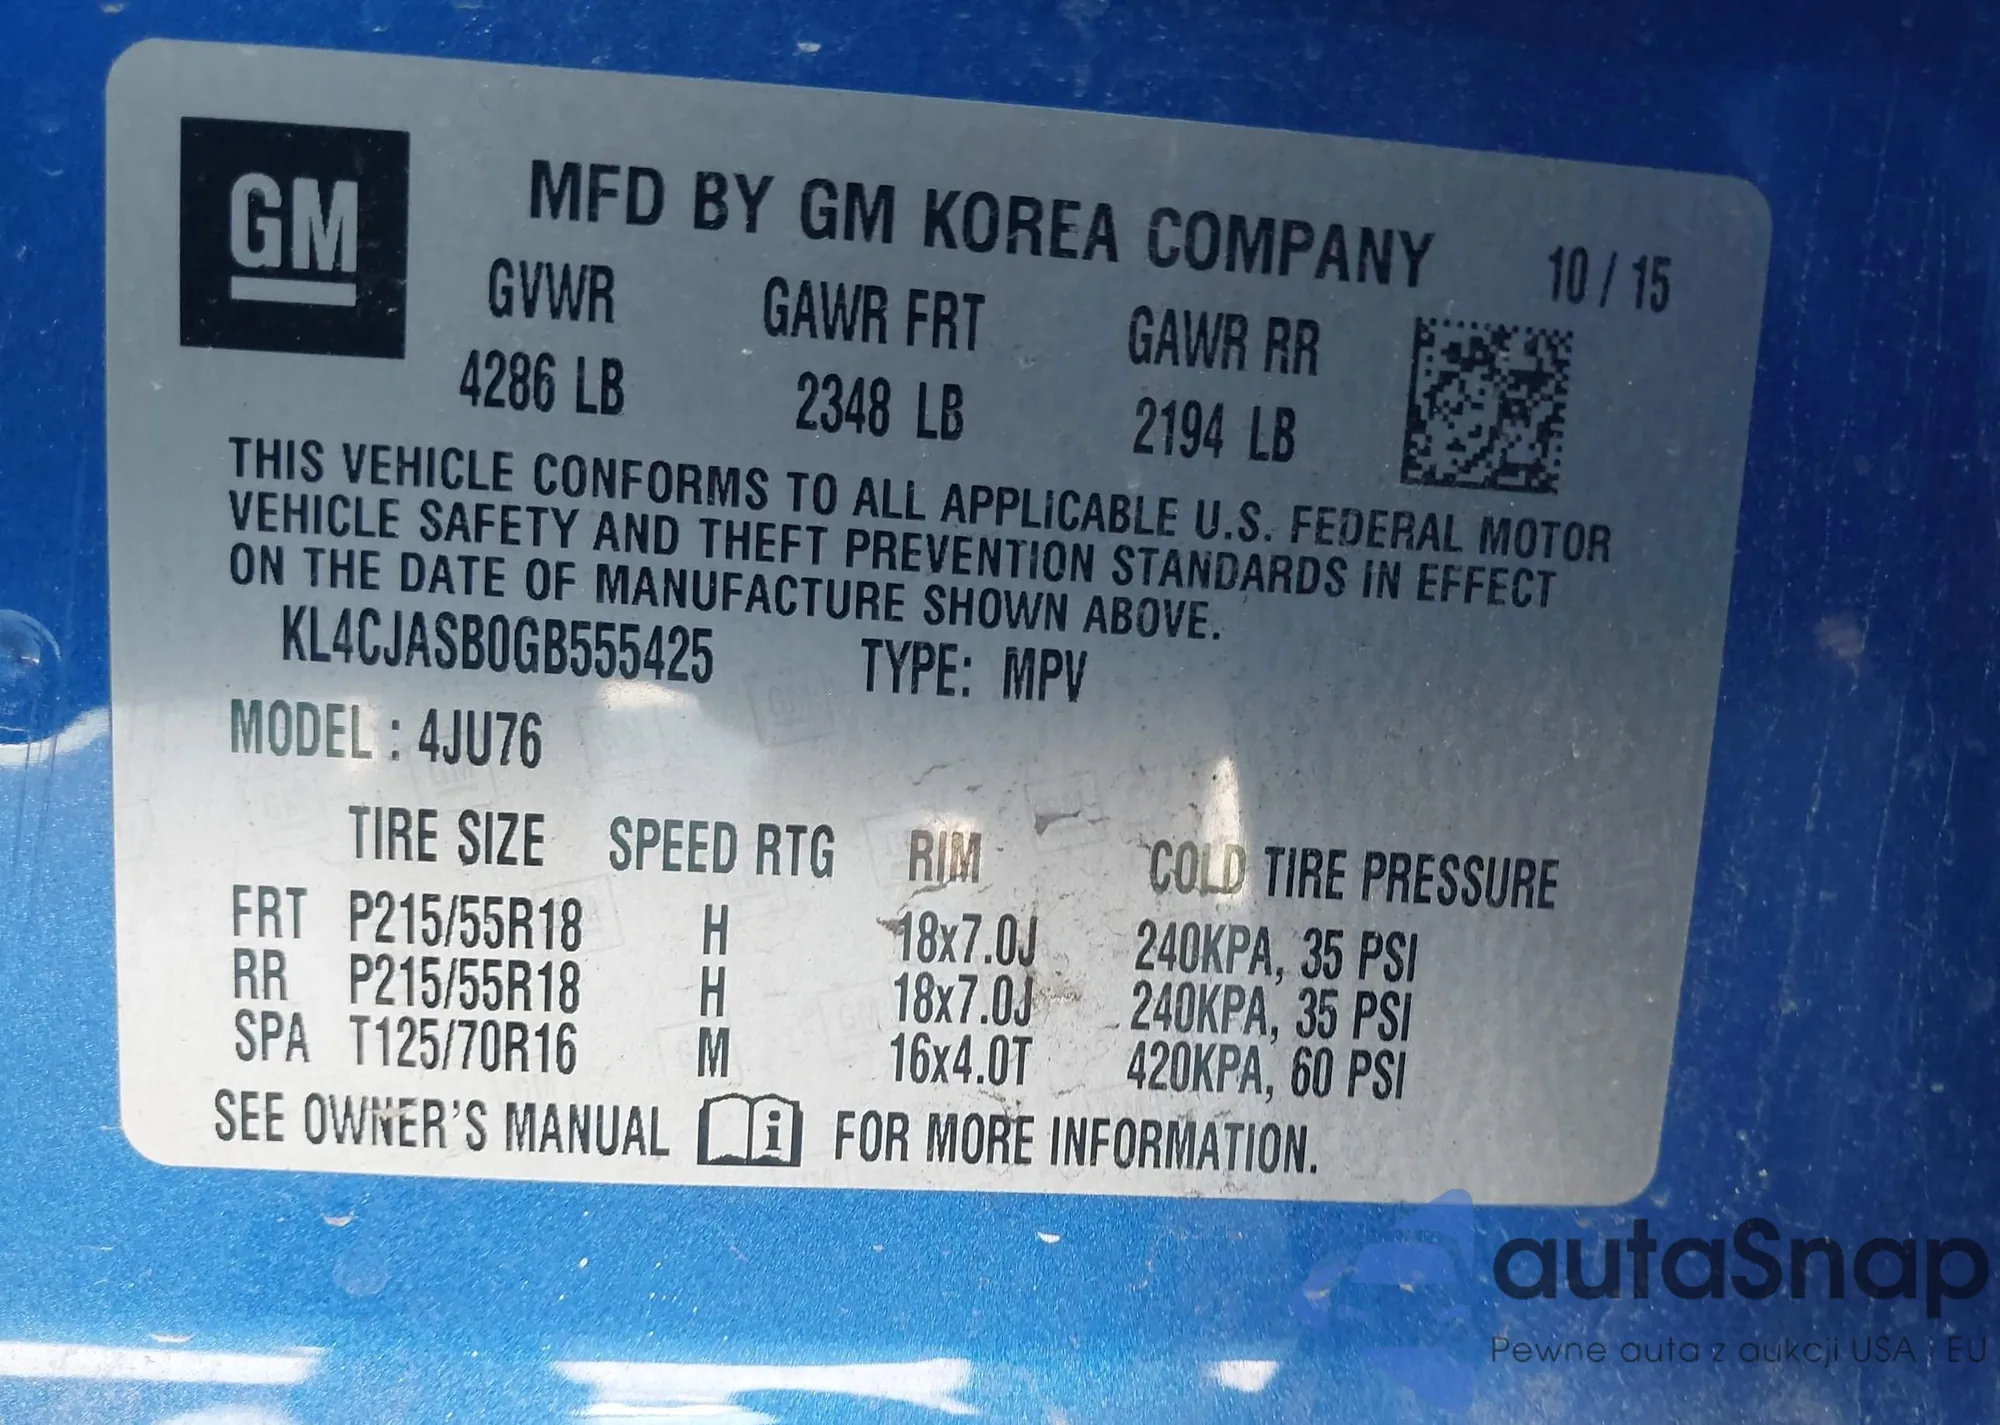 GM
MFD BY GM KOREA COMPANY 10 / 15
GVWR GAWR FRT GAWR RR
4286 LB 2348 LB 2194 LB
THIS VEHICLE CONFORMS TO ALL APPLICABLE U.S. FEDERAL MOTOR
VEHICLE SAFETY AND THEFT PREVENTION STANDARDS IN EFFECT
ON THE DATE OF MANUFACTURE SHOWN ABOVE.
KL4CJASB0GB555425 TYPE: MPV
MODEL : 4JU76
TIRE SIZE SPEED RTG RIM COLD TIRE PRESSURE
FRT P215/55R18 H 18x7.0J 240KPA, 35 PSI
RR P215/55R18 H 18x7.0J 240KPA, 35 PSI
SPA T125/70R16 M 16x4.0T 420KPA, 60 PSI
SEE OWNER'S MANUAL i FOR MORE INFORMATION.
autaSnap
Pewne auta z aukcji USA i EU